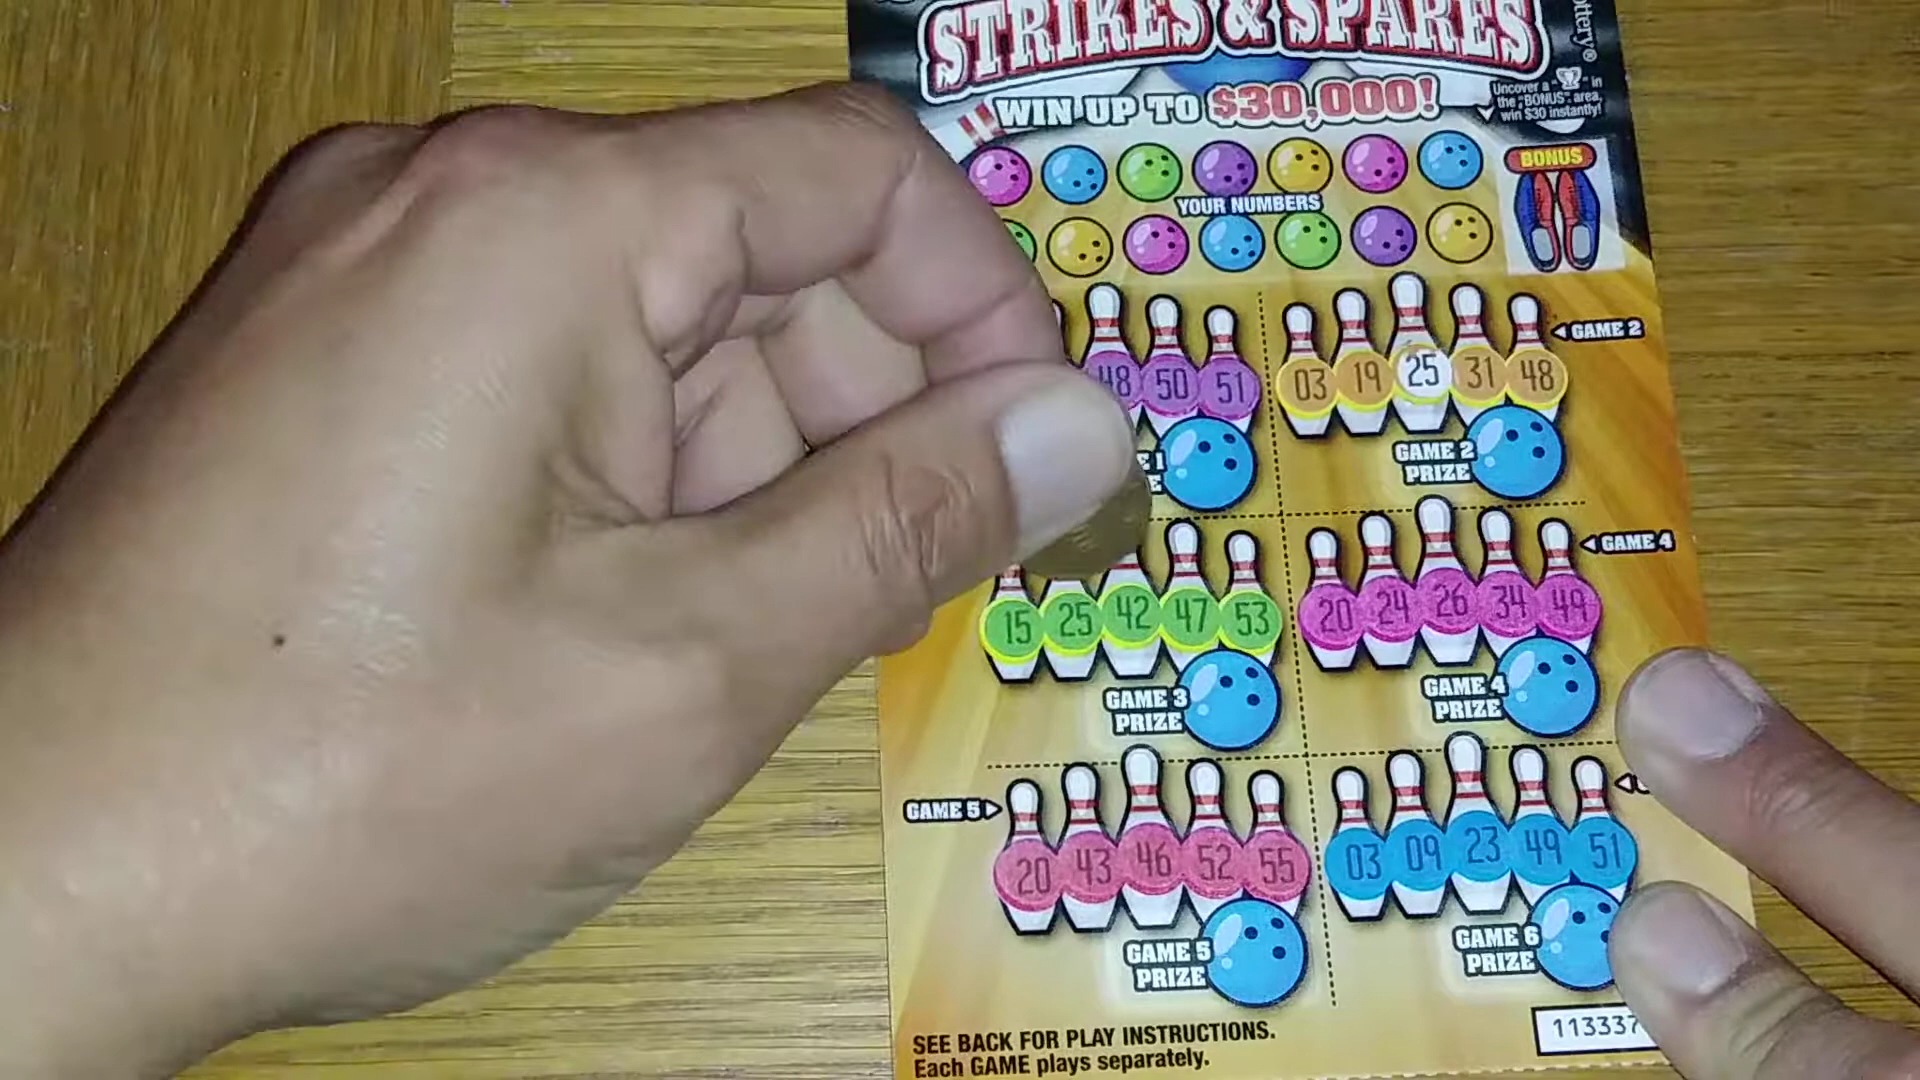 STRIKES & SPARES
WIN UP TO $30,000!
Uncover a " " in
the "BONUS" area,
win $30 instantly!
BONUS
YOUR NUMBERS
48 50 51
03 19 25 31 48
GAME 2
GAME 2
PRIZE
15 25 42 47 53
GAME 3
PRIZE
GAME 4
20 24 26 34 49
GAME 4
PRIZE
GAME 5
20 43 46 52 55
GAME 5
PRIZE
03 09 23 49 51
GAME 6
PRIZE
SEE BACK FOR PLAY INSTRUCTIONS.
Each GAME plays separately.
113337